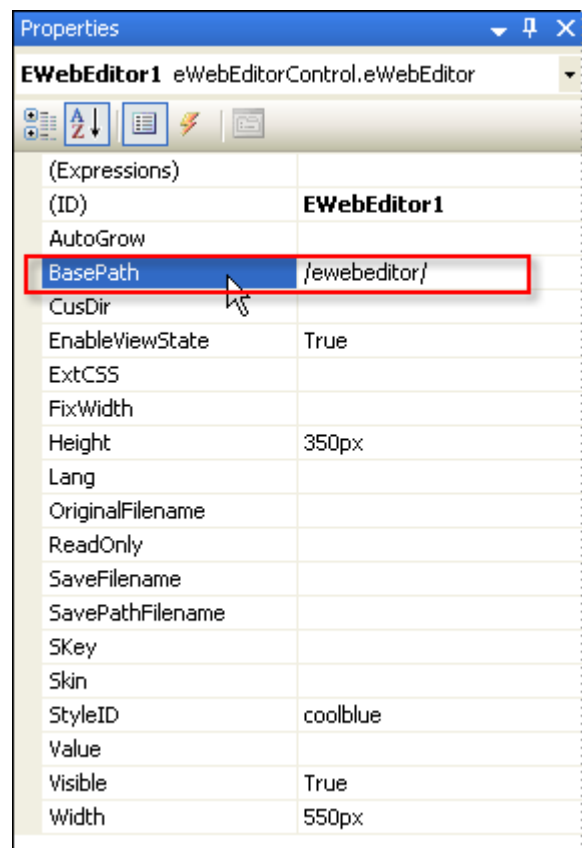 Properties
EWebEditor1 eWebEditorControl.eWebEditor
(Expressions)
(ID) EWebEditor1
AutoGrow
BasePath /ewebeditor/
CusDir
EnableViewState True
ExtCSS
FixWidth
Height 350px
Lang
OriginalFilename
ReadOnly
SaveFilename
SavePathFilename
SKey
Skin
StyleID coolblue
Value
Visible True
Width 550px